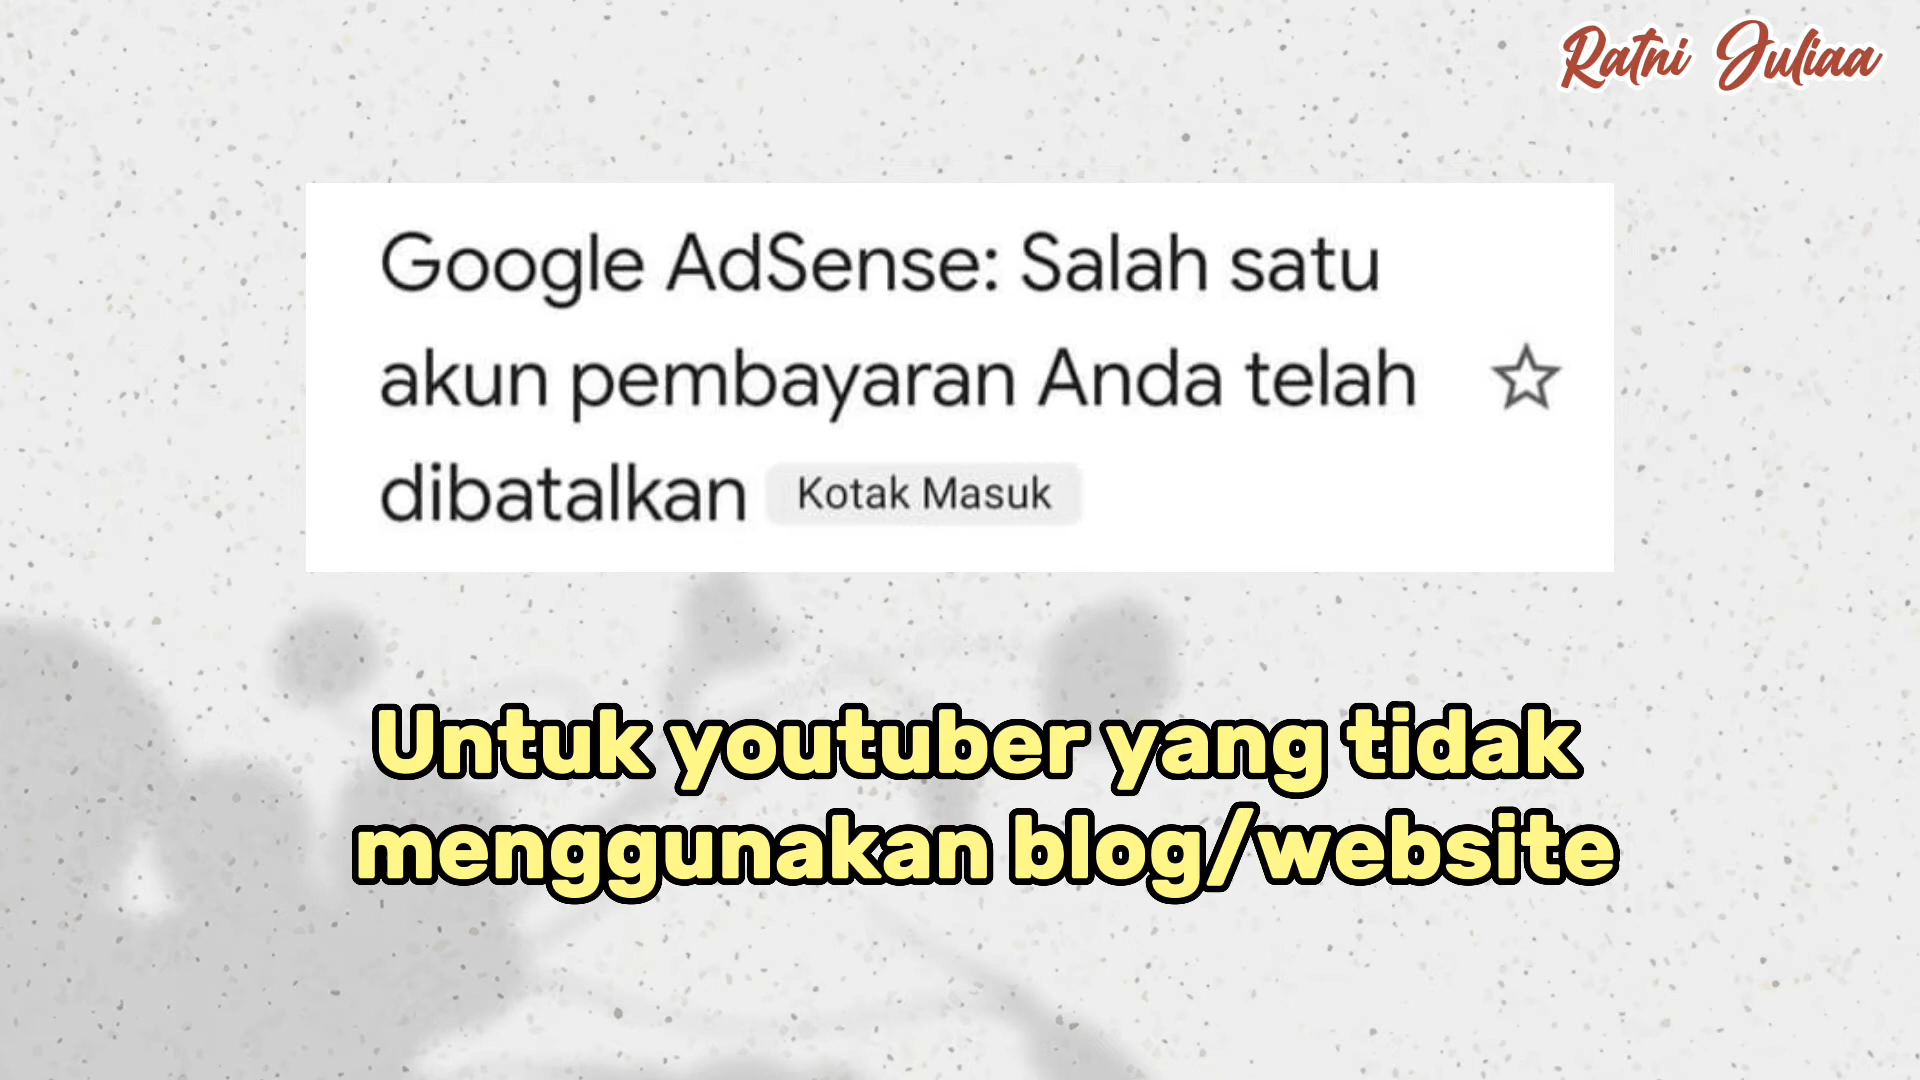 Ratni Juliaa
Google AdSense: Salah satu
akun pembayaran Anda telah
dibatalkan Kotak Masuk
Untuk youtuber yang tidak
menggunakan blog/website